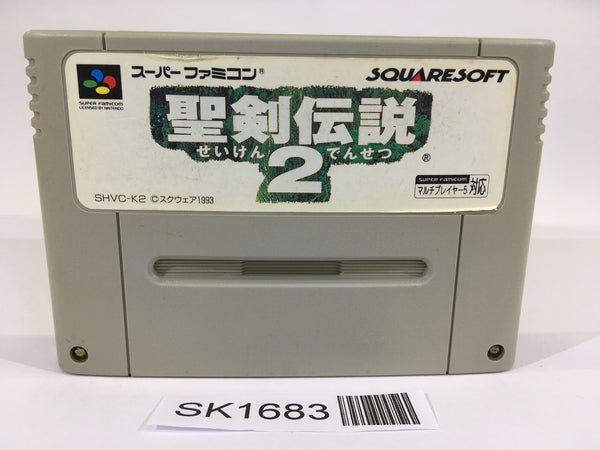 スーパーファミコン®
SQUARESOFT
SUPER FAMICOM
LICENSED BY NINTENDO
聖剣伝説
せいけん でんせつ
2
®
SHVC-K2 ©スクウェア1993
SUPER FAMICOM
マルチプレイヤー5 対応
SK1683